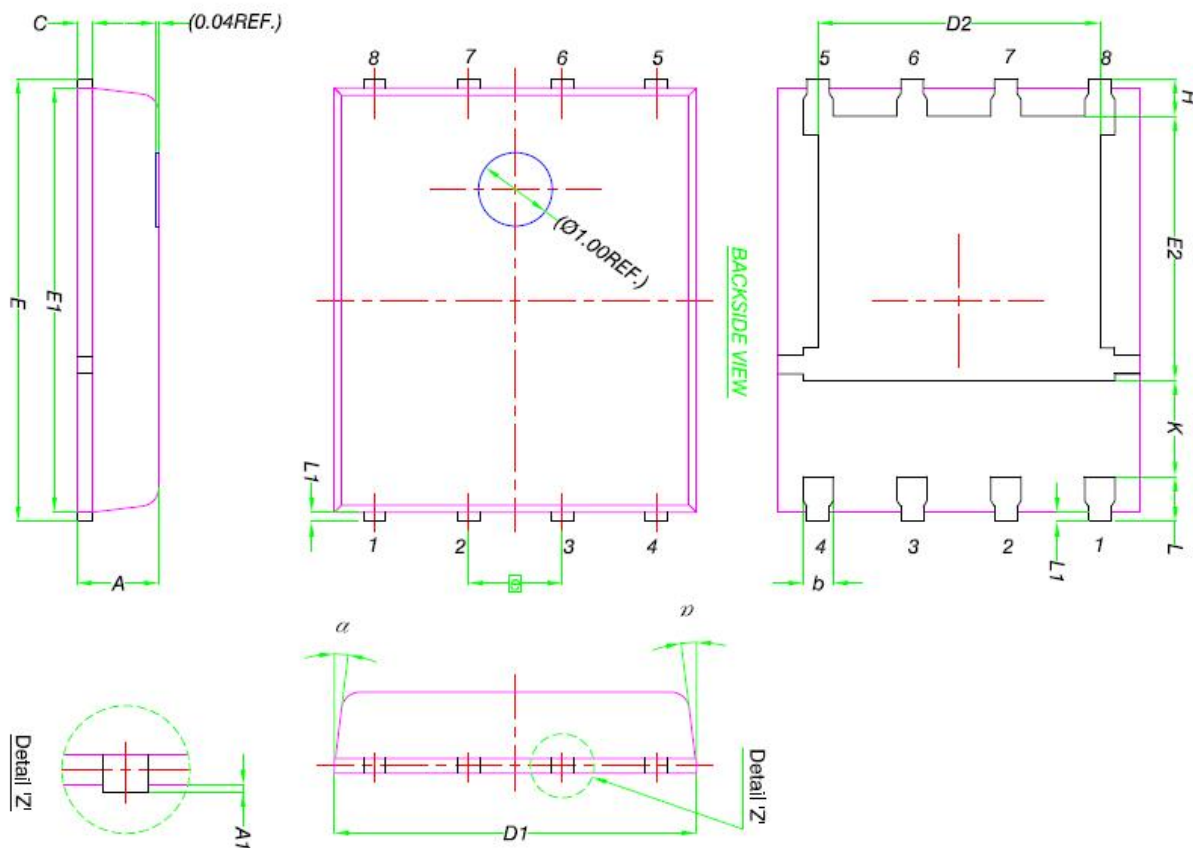 C
(0.04REF.)
D2
8 7 6 5
5 6 7 8
H
(Ø1.00REF.)
E
E1
BACKSIDE VIEW
E2
K
L1
1 2 3 4
4 3 2 1
L
L1
A
e
b
α
α
Detail 'Z'
Detail 'Z'
A1
D1